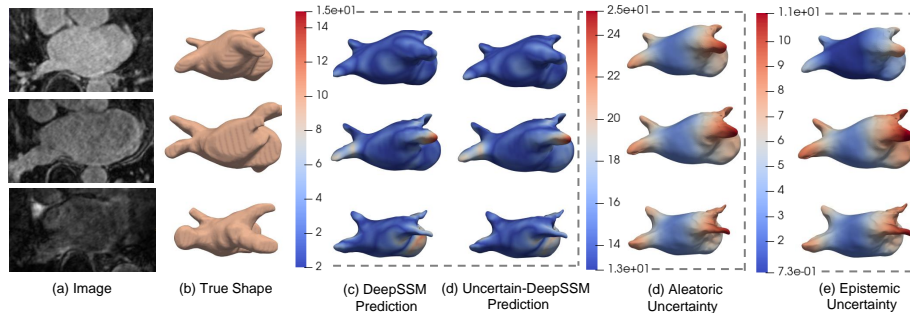 1.5e+01
14
12
10
8
6
4
2
2.5e+01
24
22
20
19
18
16
15
14
1.3e+01
1.1e+01
10
9
8
7
6
5
4
3
2
7.3e-01
(a) Image
(b) True Shape
(c) DeepSSM
Prediction
(d) Uncertain-DeepSSM
Prediction
(d) Aleatoric
Uncertainty
(e) Epistemic
Uncertainty